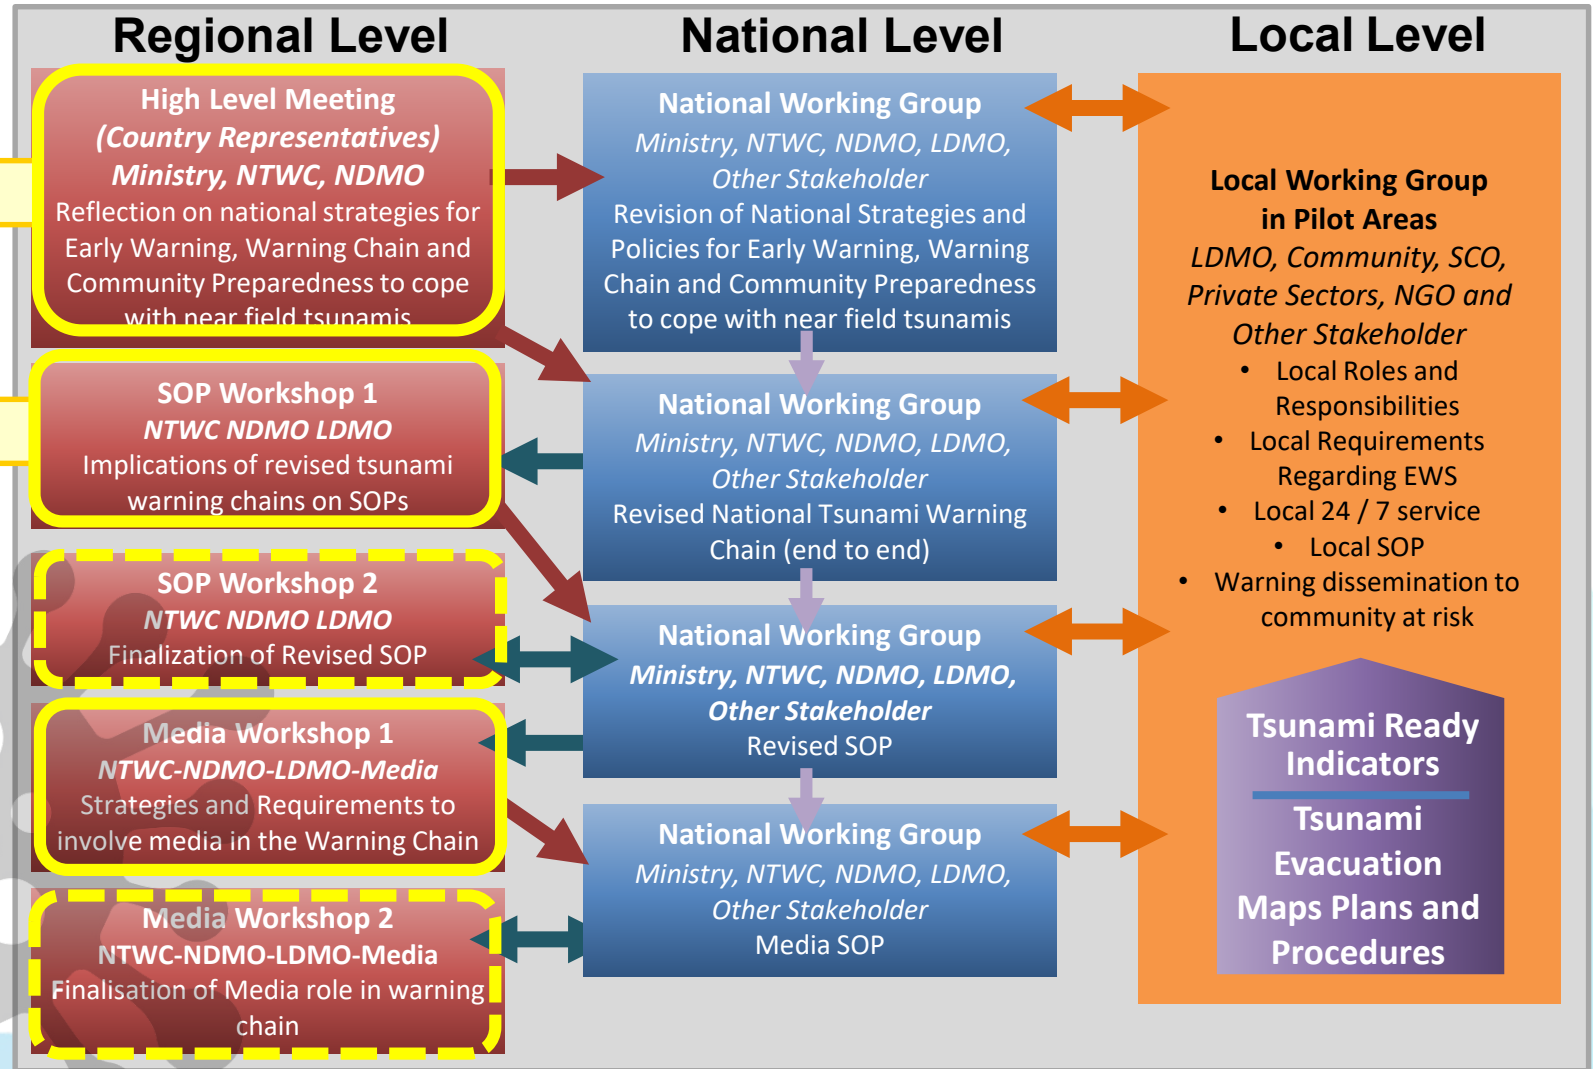 Regional Level
High Level Meeting
(Country Representatives)
Ministry, NTWC, NDMO
Reflection on national strategies for
Early Warning, Warning Chain and
Community Preparedness to cope
with near field tsunamis
SOP Workshop 1
NTWC NDMO LDMO
Implications of revised tsunami
warning chains on SOPs
SOP Workshop 2
NTWC NDMO LDMO
Finalization of Revised SOP
Media Workshop 1
NTWC-NDMO-LDMO-Media
Strategies and Requirements to
involve media in the Warning Chain
Media Workshop 2
NTWC-NDMO-LDMO-Media
Finalisation of Media role in warning
chain
National Level
National Working Group
Ministry, NTWC, NDMO, LDMO,
Other Stakeholder
Revision of National Strategies and
Policies for Early Warning, Warning
Chain and Community Preparedness
to cope with near field tsunamis
National Working Group
Ministry, NTWC, NDMO, LDMO,
Other Stakeholder
Revised National Tsunami Warning
Chain (end to end)
National Working Group
Ministry, NTWC, NDMO, LDMO,
Other Stakeholder
Revised SOP
National Working Group
Ministry, NTWC, NDMO, LDMO,
Other Stakeholder
Media SOP
Local Level
Local Working Group
in Pilot Areas
LDMO, Community, SCO,
Private Sectors, NGO and
Other Stakeholder
• Local Roles and
Responsibilities
• Local Requirements
Regarding EWS
• Local 24 / 7 service
• Local SOP
• Warning dissemination to
community at risk
Tsunami Ready
Indicators
Tsunami
Evacuation
Maps Plans and
Procedures